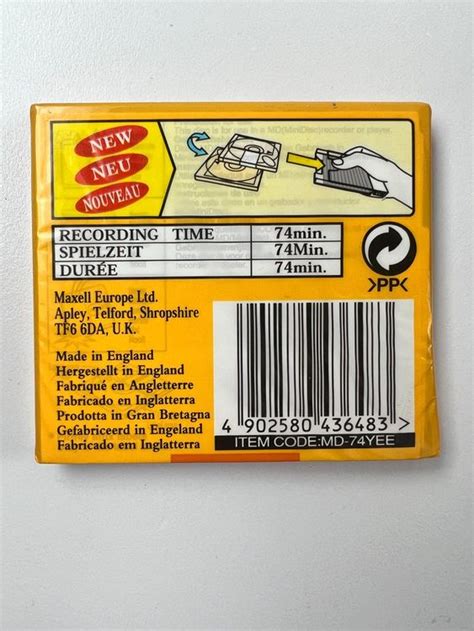 NEW
NEU
NOUVEAU
RECORDING TIME 74min.
SPIELZEIT 74Min.
DURÉE 74min.
>PP<
Maxell Europe Ltd.
Apley, Telford, Shropshire
TF6 6DA, U.K.
Made in England
Hergestellt in England
Fabriqué en Angleterre
Fabricado en Inglatterra
Prodotta in Gran Bretagna
Gefabriceerd in Engeland
Fabricado em Inglatterra
4 902580 436483 >
ITEM CODE:MD-74YEE